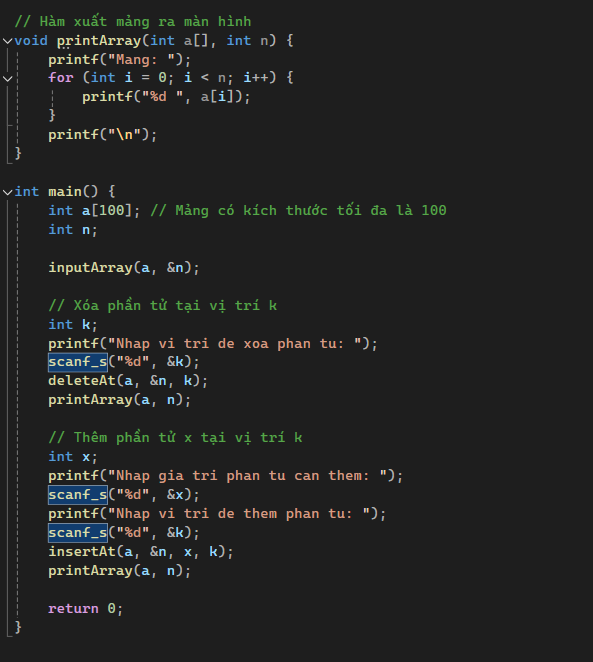 // Hàm xuất mảng ra màn hình
void printArray(int a[], int n) {
    printf("Mang: ");
    for (int i = 0; i < n; i++) {
        printf("%d ", a[i]);
    }
    printf("\n");
}

int main() {
    int a[100]; // Mảng có kích thước tối đa là 100
    int n;

    inputArray(a, &n);

    // Xóa phần tử tại vị trí k
    int k;
    printf("Nhap vi tri de xoa phan tu: ");
    scanf_s("%d", &k);
    deleteAt(a, &n, k);
    printArray(a, n);

    // Thêm phần tử x tại vị trí k
    int x;
    printf("Nhap gia tri phan tu can them: ");
    scanf_s("%d", &x);
    printf("Nhap vi tri de them phan tu: ");
    scanf_s("%d", &k);
    insertAt(a, &n, x, k);
    printArray(a, n);

    return 0;
}